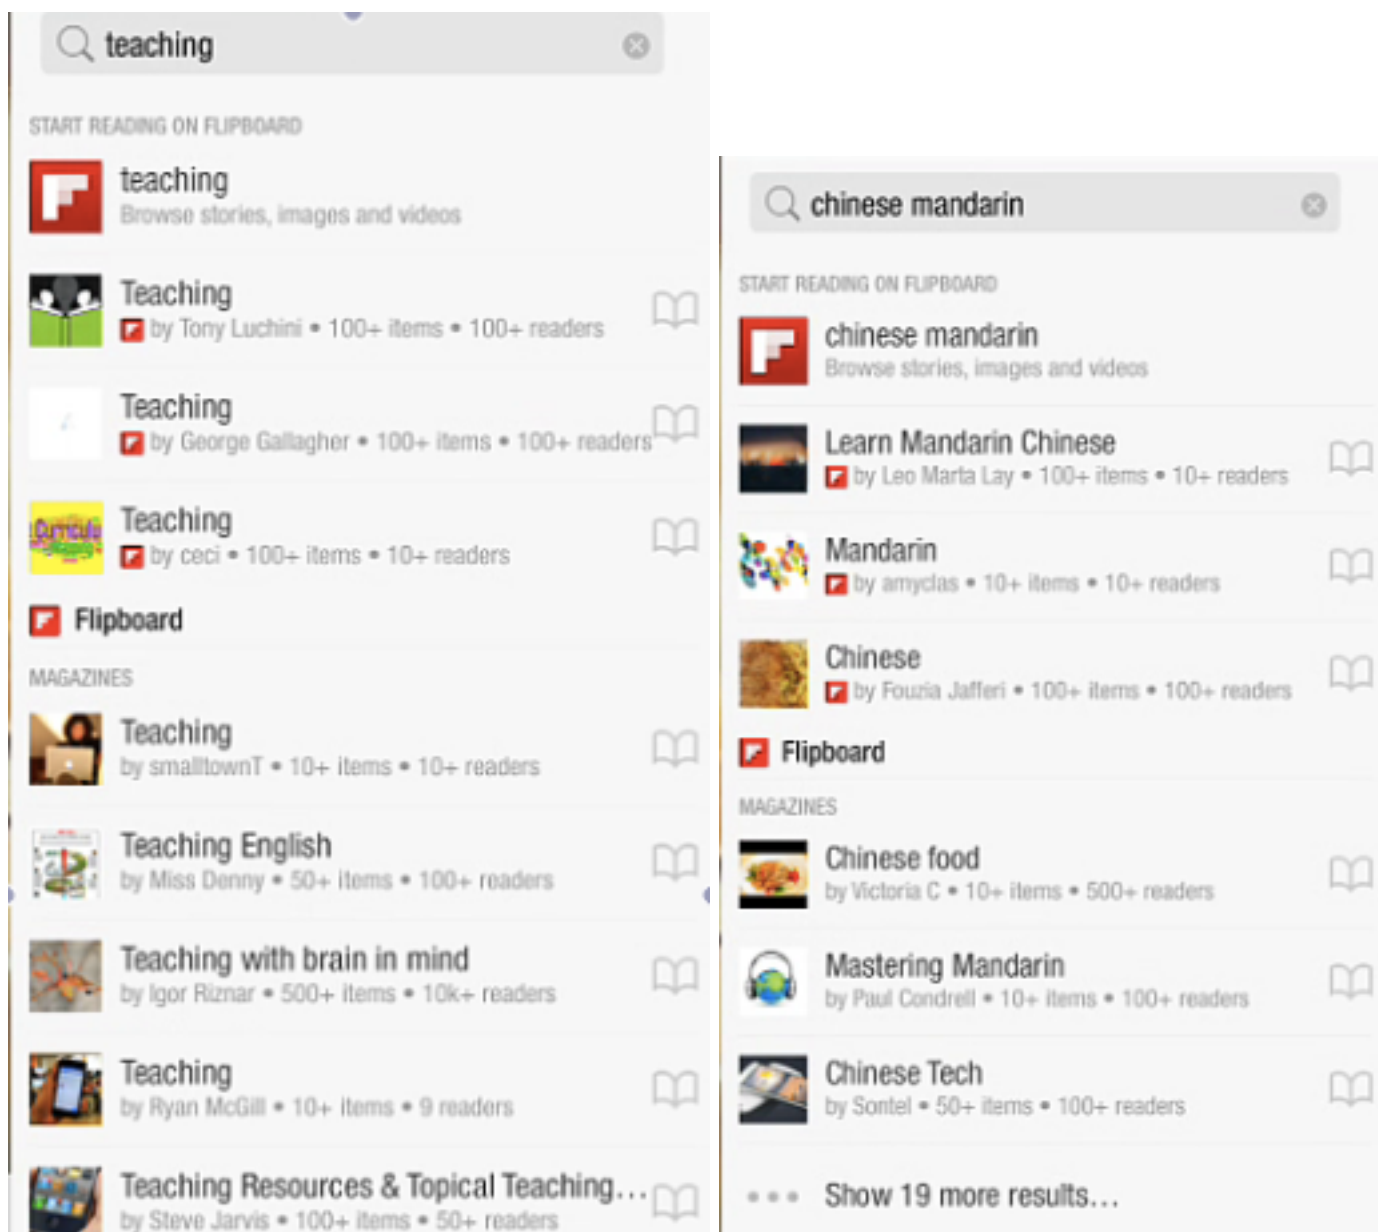 teaching
START READING ON FLIPBOARD
teaching
Browse stories, images and videos
Teaching
by Tony Luchini • 100+ items • 100+ readers
Teaching
by George Gallagher • 100+ items • 100+ readers
Teaching
by ceci • 100+ items • 10+ readers
Flipboard
MAGAZINES
Teaching
by smalltownT • 10+ items • 10+ readers
Teaching English
by Miss Denny • 50+ items • 100+ readers
Teaching with brain in mind
by Igor Riznar • 500+ items • 10k+ readers
Teaching
by Ryan McGill • 10+ items • 9 readers
Teaching Resources & Topical Teaching...
by Steve Jarvis • 100+ items • 50+ readers
chinese mandarin
START READING ON FLIPBOARD
chinese mandarin
Browse stories, images and videos
Learn Mandarin Chinese
by Leo Marta Lay • 100+ items • 10+ readers
Mandarin
by amyclas • 10+ items • 10+ readers
Chinese
by Fouzia Jafferi • 100+ items • 100+ readers
Flipboard
MAGAZINES
Chinese food
by Victoria C • 10+ items • 500+ readers
Mastering Mandarin
by Paul Condrell • 10+ items • 100+ readers
Chinese Tech
by Sontel • 50+ items • 100+ readers
Show 19 more results...